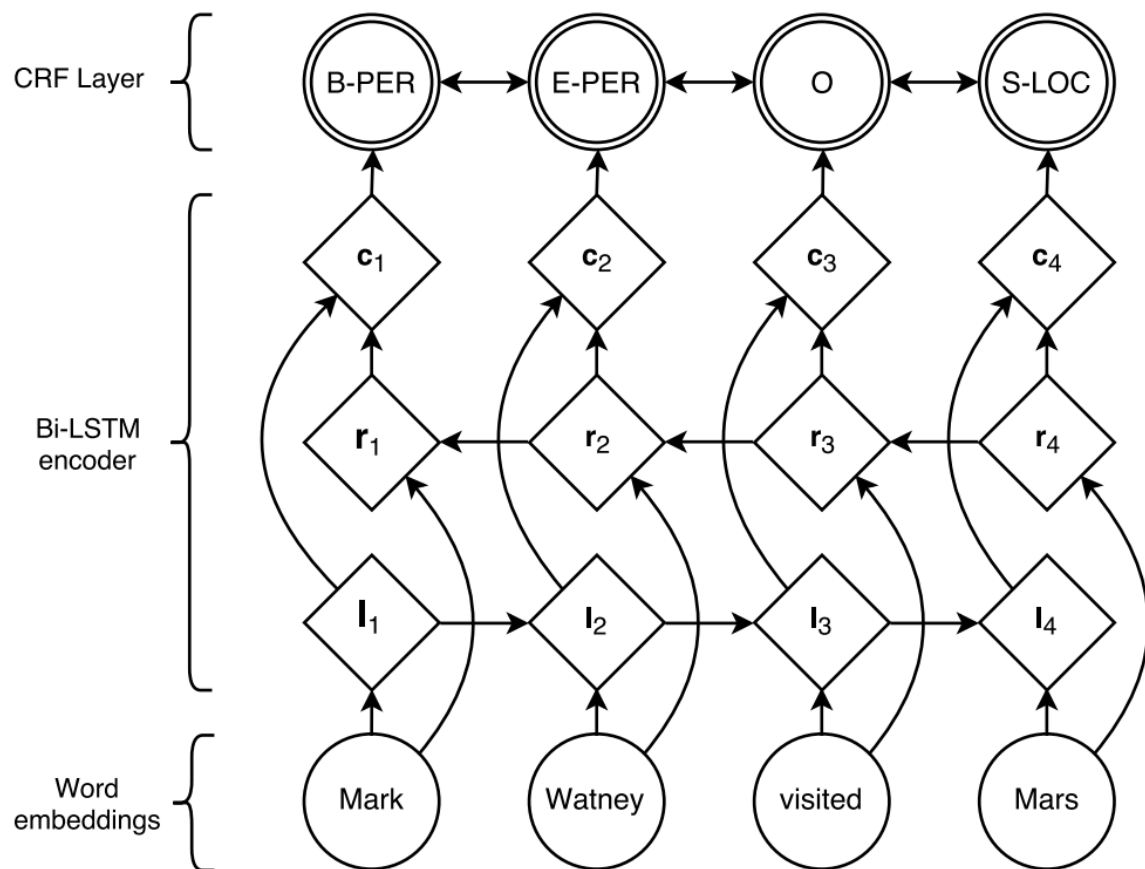 CRF Layer
B-PER
E-PER
O
S-LOC
c1
c2
c3
c4
Bi-LSTM
encoder
r1
r2
r3
r4
l1
l2
l3
l4
Word
embeddings
Mark
Watney
visited
Mars